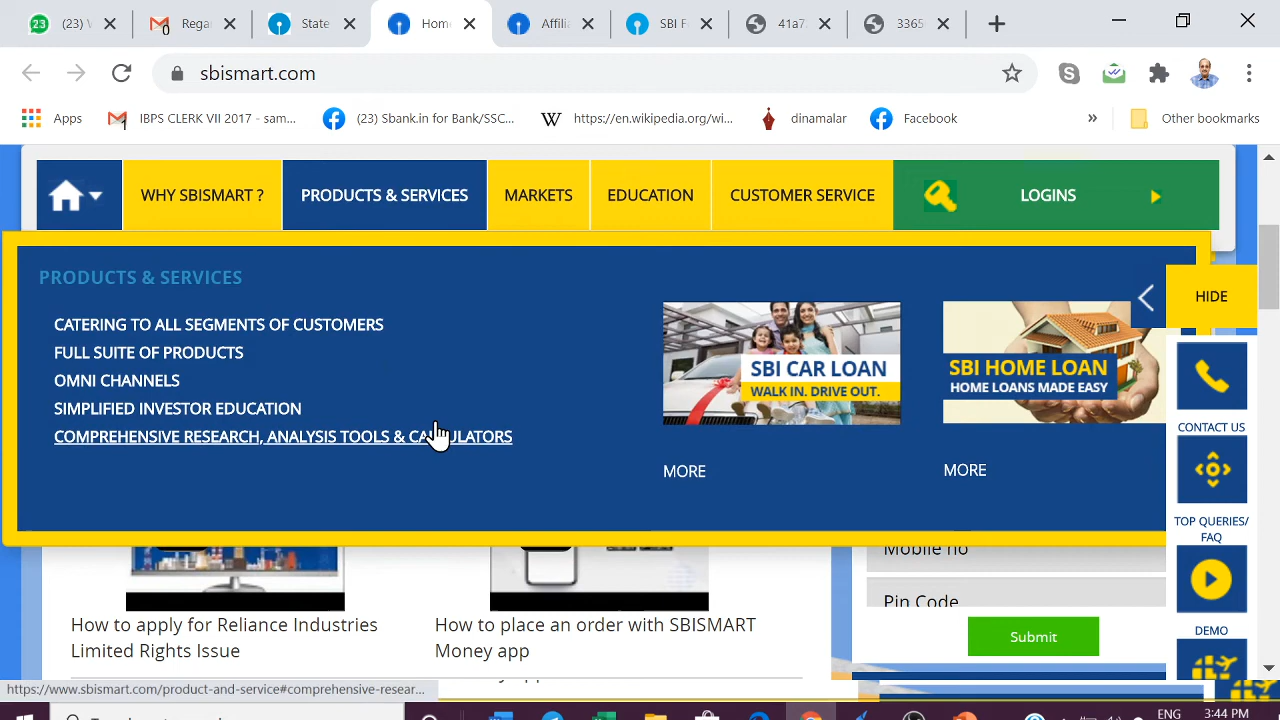 23 (23) W
0 Rega
State
Home
Affilia
SBI F
41a7
3365
sbismart.com
Apps
IBPS CLERK VII 2017 - sam...
(23) Sbank.in for Bank/SSC...
W https://en.wikipedia.org/wi...
dinamalar
Facebook
»
Other bookmarks
WHY SBISMART ?
PRODUCTS & SERVICES
MARKETS
EDUCATION
CUSTOMER SERVICE
LOGINS
PRODUCTS & SERVICES
CATERING TO ALL SEGMENTS OF CUSTOMERS
FULL SUITE OF PRODUCTS
OMNI CHANNELS
SIMPLIFIED INVESTOR EDUCATION
COMPREHENSIVE RESEARCH, ANALYSIS TOOLS & CALCULATORS
SBI CAR LOAN
WALK IN. DRIVE OUT.
MORE
SBI HOME LOAN
HOME LOANS MADE EASY
MORE
HIDE
CONTACT US
TOP QUERIES/
FAQ
DEMO
Mobile no
Pin Code
Submit
How to apply for Reliance Industries
Limited Rights Issue
How to place an order with SBISMART
Money app
https://www.sbismart.com/product-and-service#comprehensive-resear...
ENG
3:44 PM